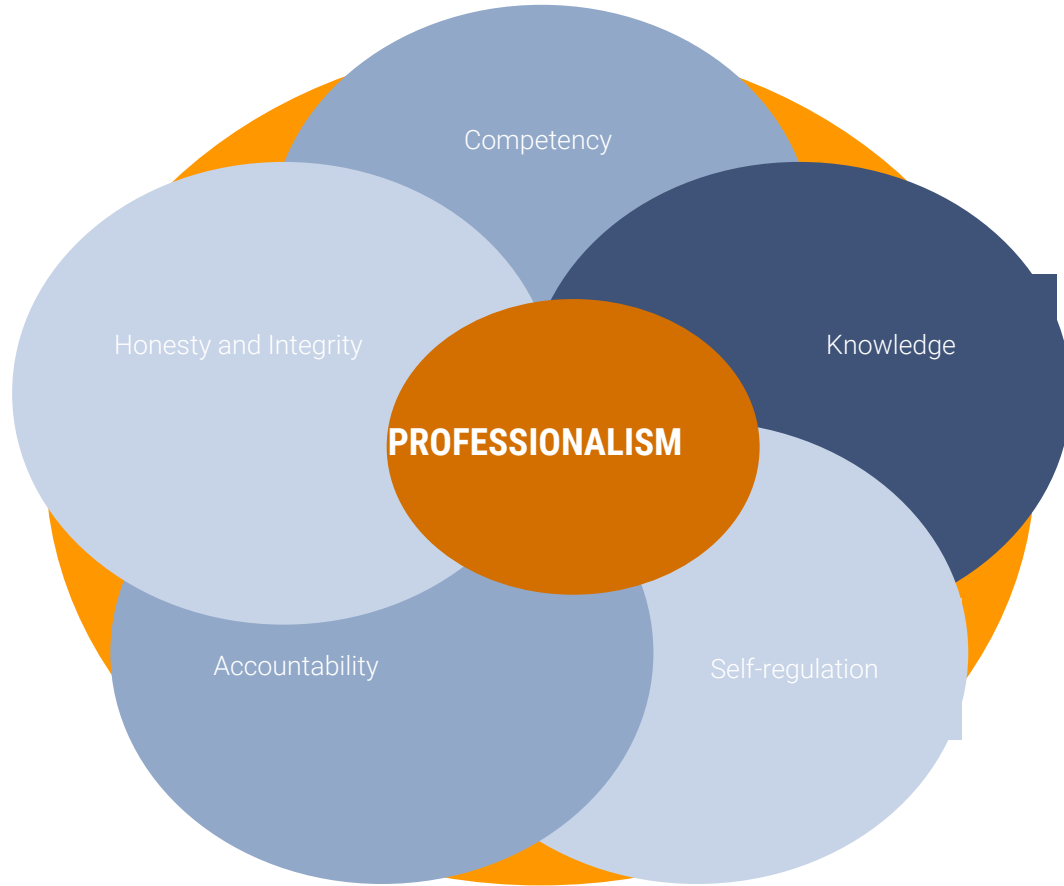 Competency
Honesty and Integrity
Knowledge
PROFESSIONALISM
Accountability
Self-regulation